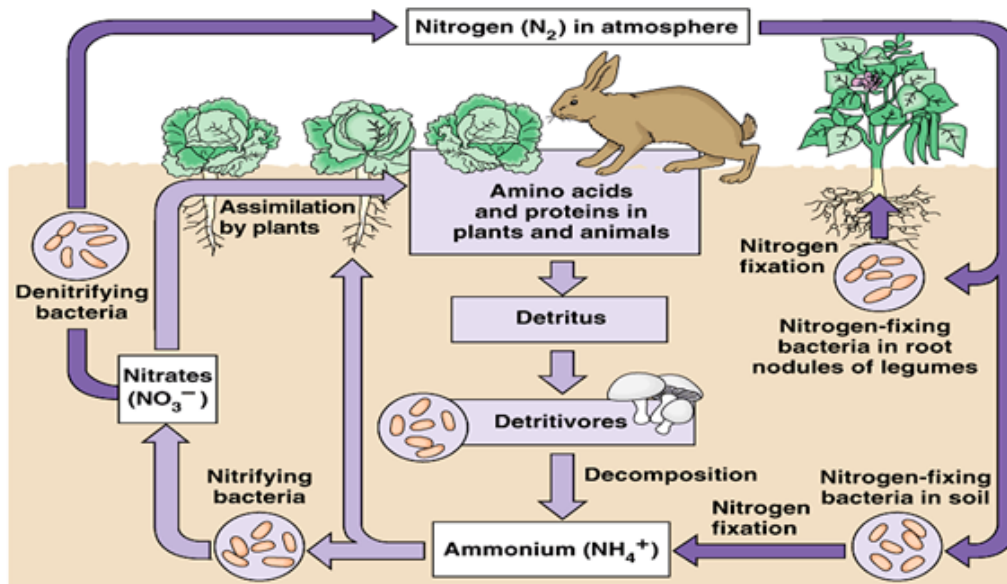 Nitrogen (N₂) in atmosphere
Assimilation
by plants
Amino acids
and proteins in
plants and animals
Nitrogen
fixation
Denitrifying
bacteria
Detritus
Nitrogen-fixing
bacteria in root
nodules of legumes
Nitrates
(NO₃⁻)
Detritivores
Decomposition
Nitrifying
bacteria
Nitrogen-fixing
bacteria in soil
Nitrogen
fixation
Ammonium (NH₄⁺)